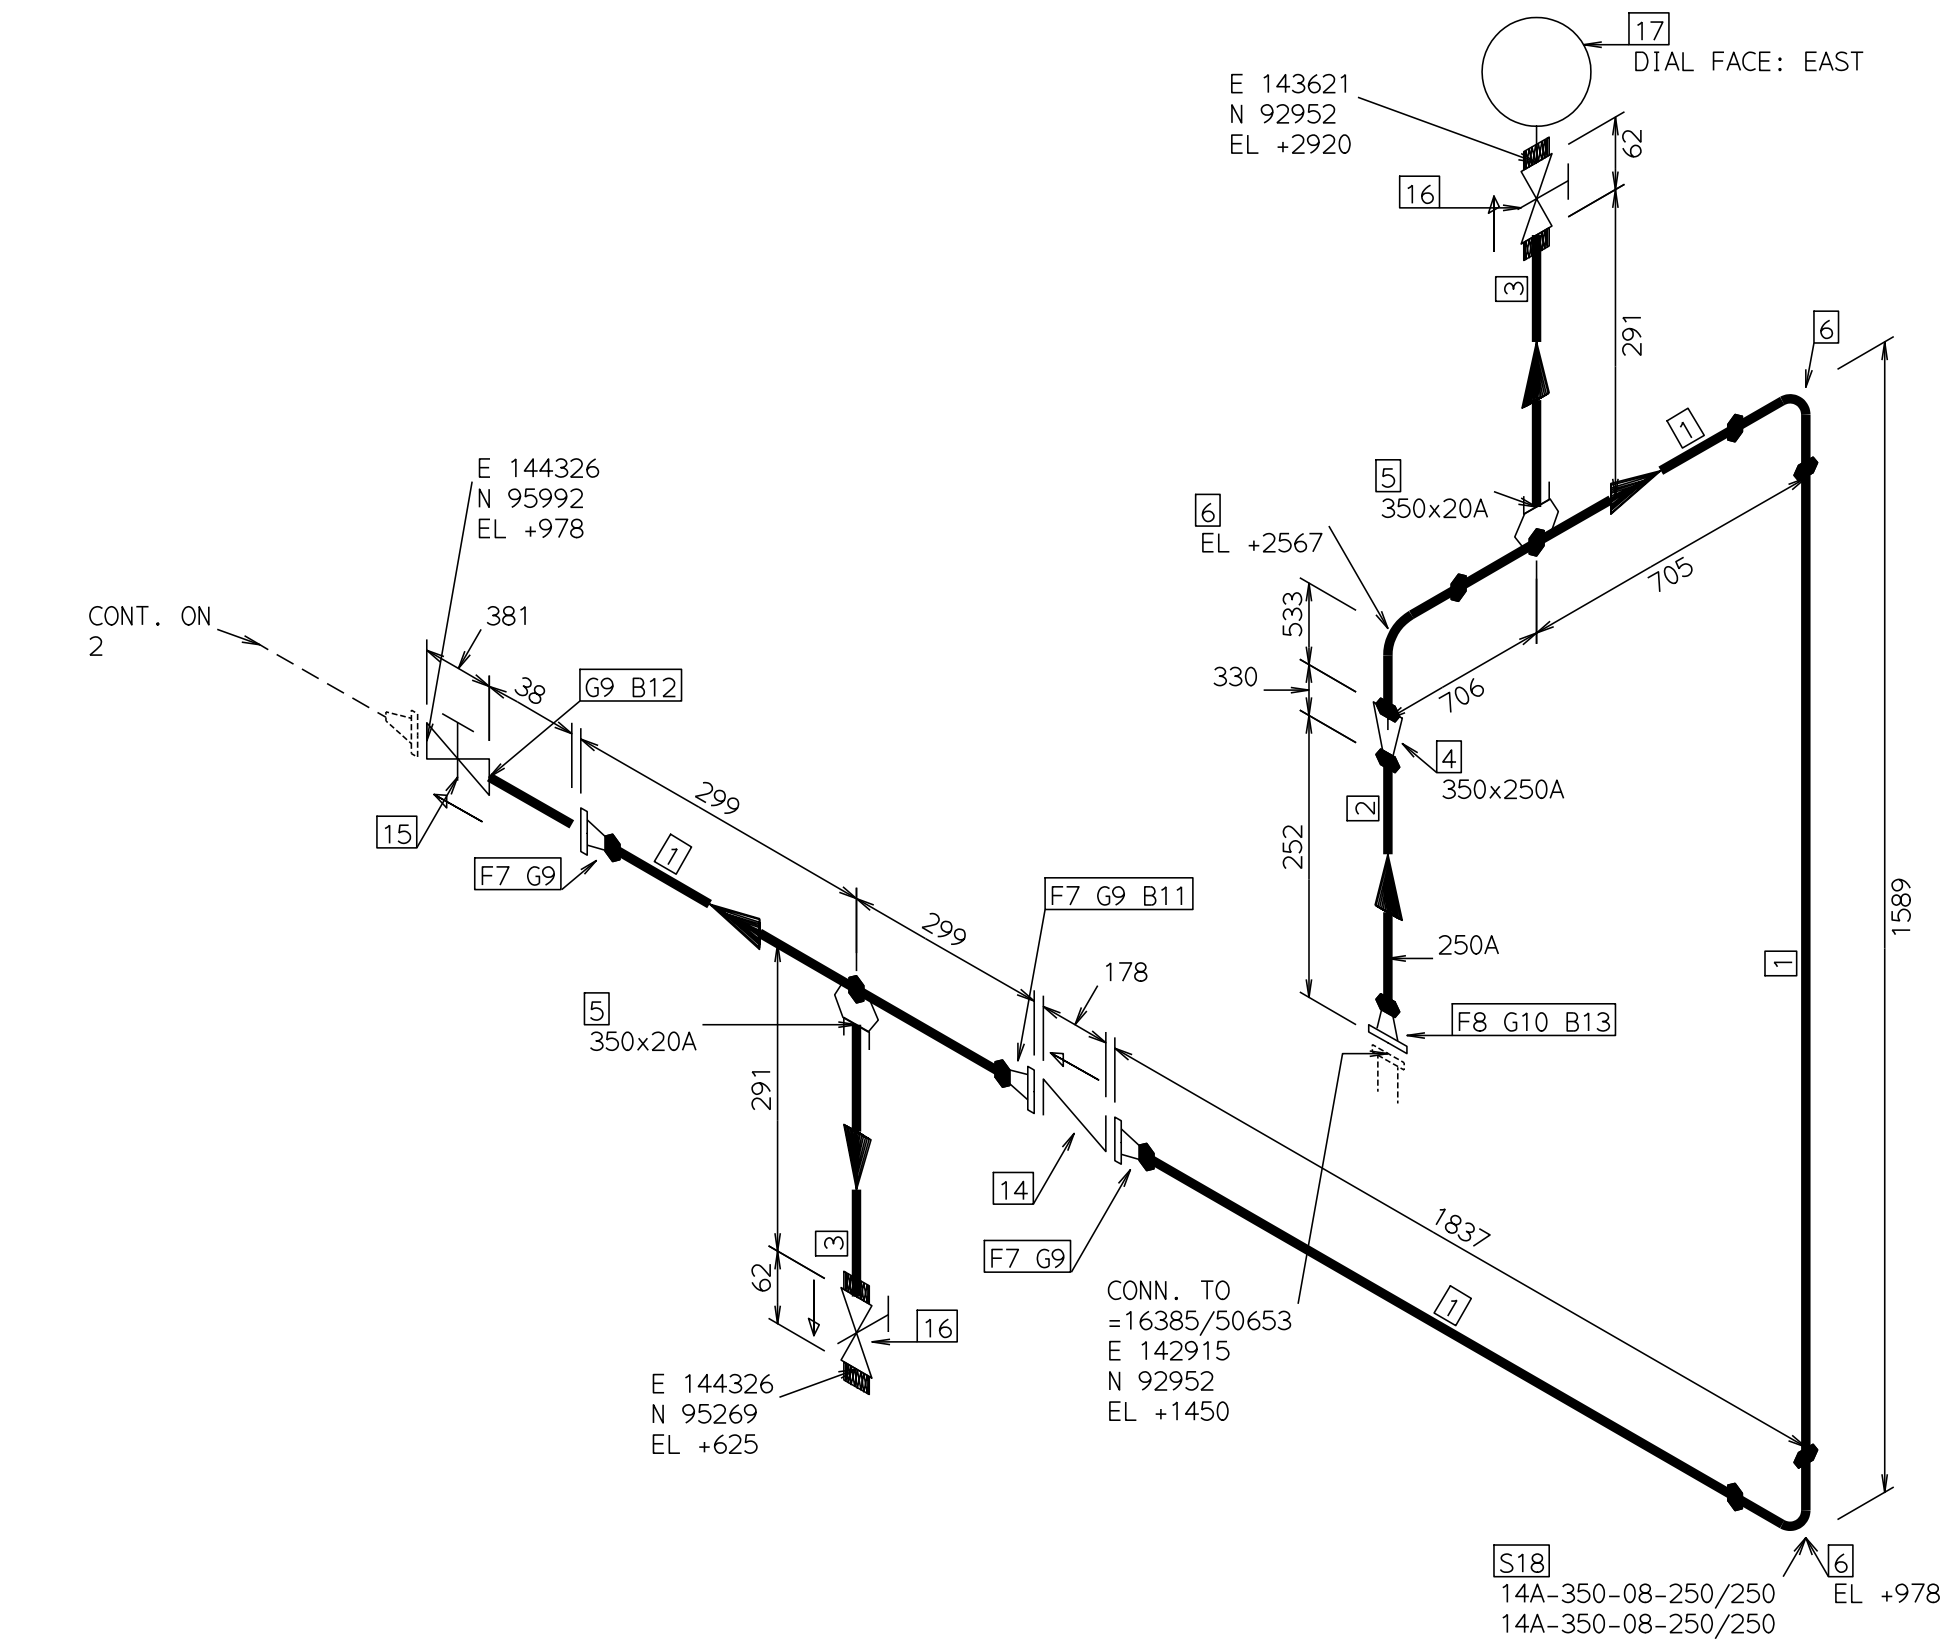 17
DIAL FACE: EAST
E 143621
N 92952
EL +2920
62
16
3
291
6
1
5
350x20A
6
EL +2567
705
533
330
706
4
350x250A
2
252
250A
1589
1
F8 G10 B13
E 144326
N 95992
EL +978
CONT. ON
2
381
38
G9 B12
15
299
F7 G9
1
299
F7 G9 B11
178
5
350x20A
291
14
F7 G9
1837
1
3
62
16
E 144326
N 95269
EL +625
CONN. TO
=16385/50653
E 142915
N 92952
EL +1450
S18
14A-350-08-250/250
14A-350-08-250/250
6
EL +978